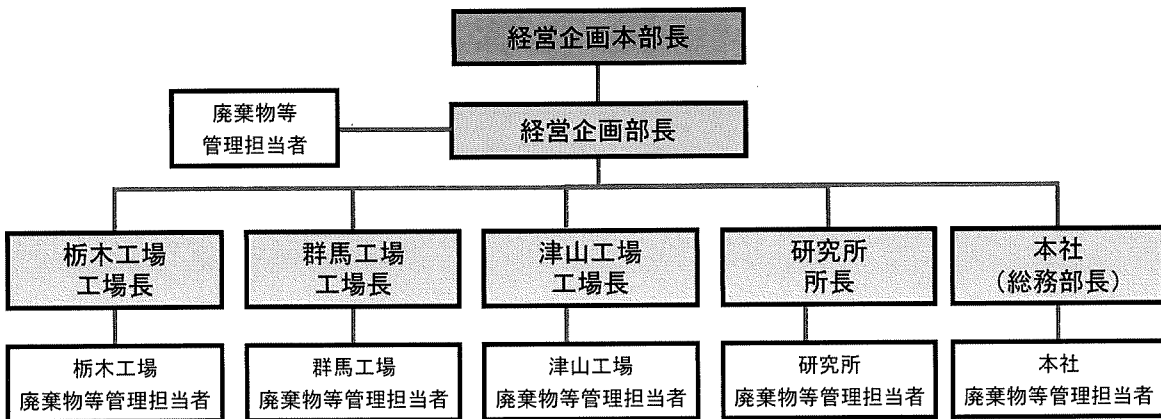 経営企画本部長
廃棄物等
管理担当者
経営企画部長
栃木工場
工場長
群馬工場
工場長
津山工場
工場長
研究所
所長
本社
（総務部長）
栃木工場
廃棄物等管理担当者
群馬工場
廃棄物等管理担当者
津山工場
廃棄物等管理担当者
研究所
廃棄物等管理担当者
本社
廃棄物等管理担当者